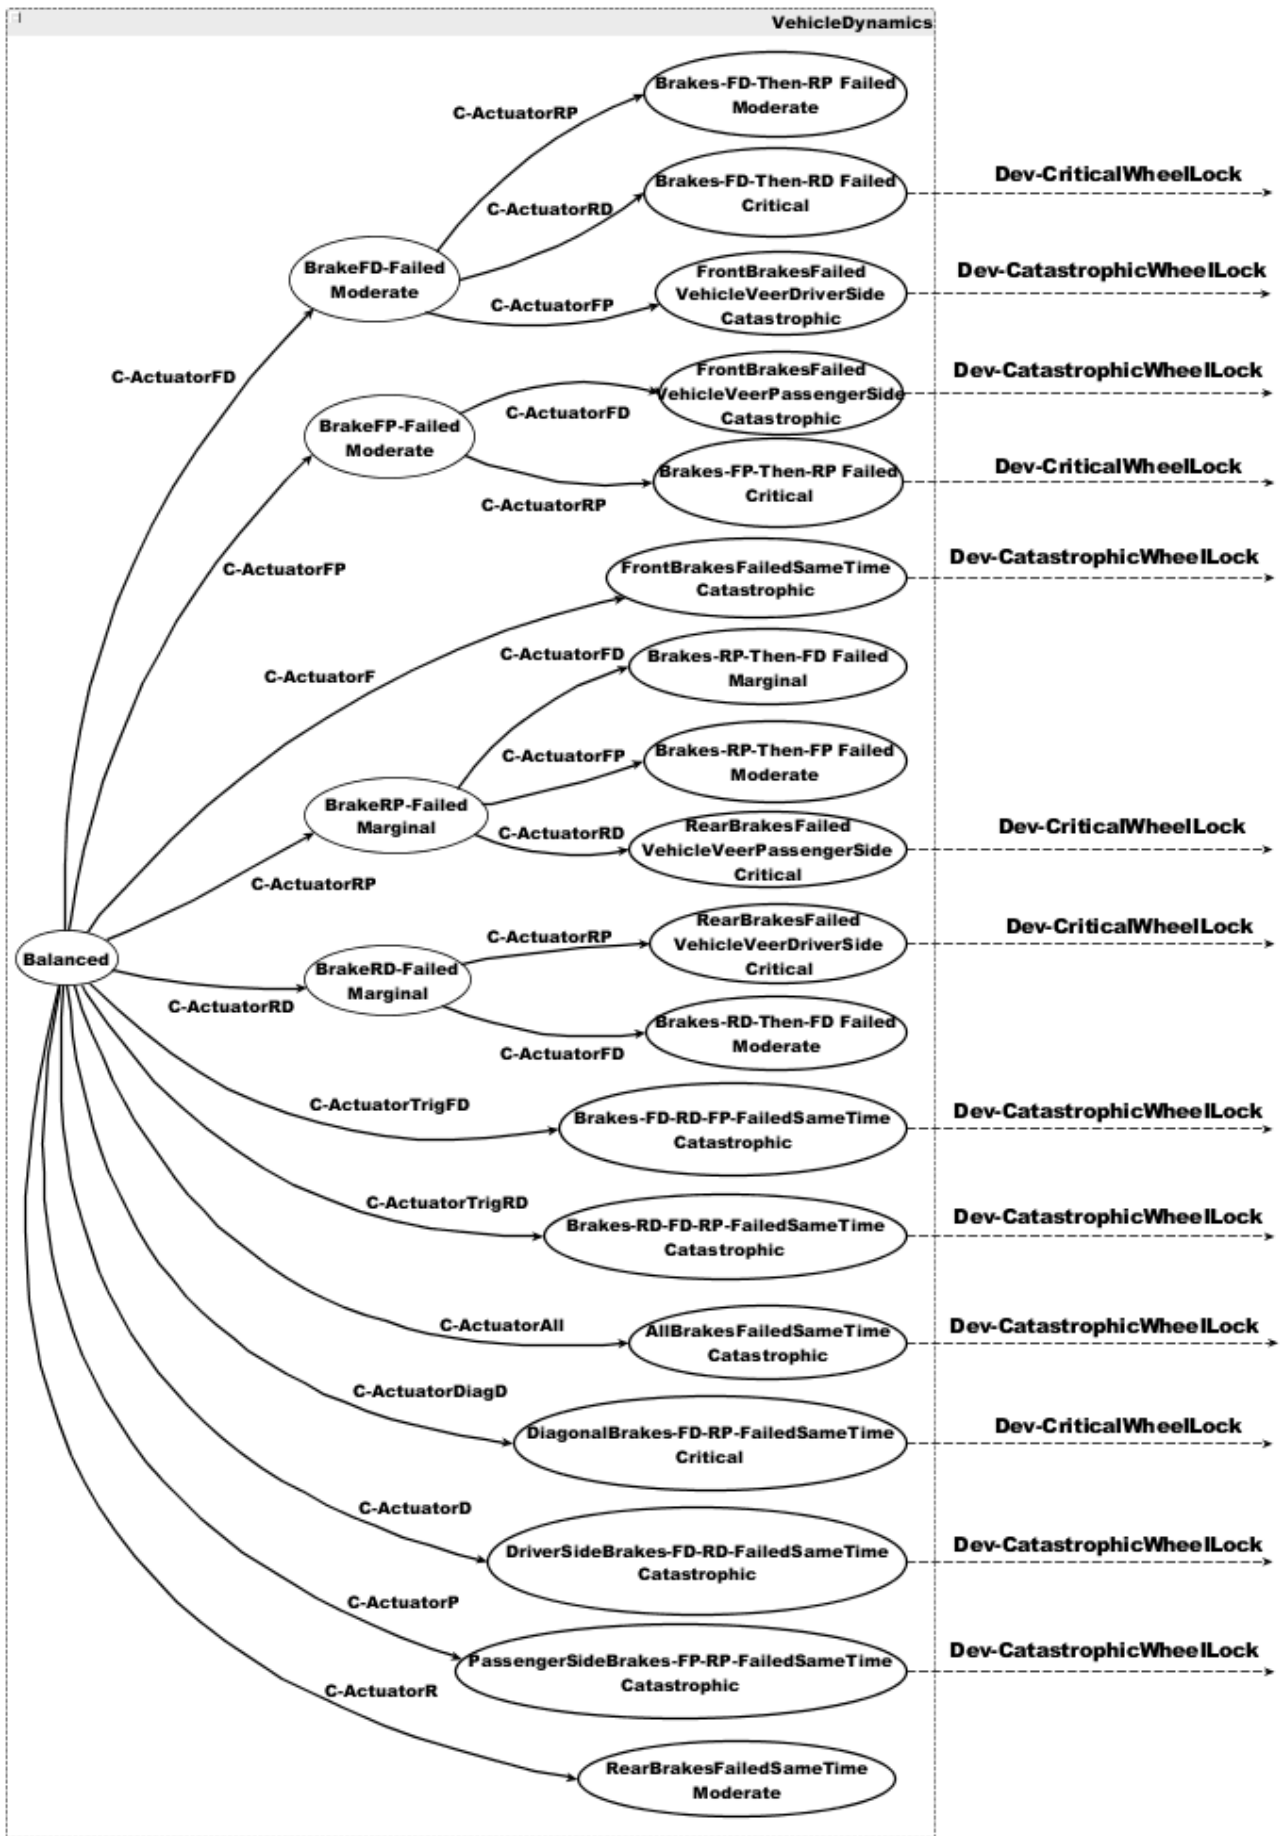 VehicleDynamics
Brakes-FD-Then-RP Failed
Moderate
C-ActuatorRP
Brakes-FD-Then-RD Failed
Critical
Dev-CriticalWheelLock
C-ActuatorRD
BrakeFD-Failed
Moderate
FrontBrakesFailed
VehicleVeerDriverSide
Catastrophic
Dev-CatastrophicWheelLock
C-ActuatorFP
C-ActuatorFD
FrontBrakesFailed
VehicleVeerPassengerSide
Catastrophic
Dev-CatastrophicWheelLock
C-ActuatorFD
BrakeFP-Failed
Moderate
Brakes-FP-Then-RP Failed
Critical
Dev-CriticalWheelLock
C-ActuatorRP
C-ActuatorFP
FrontBrakesFailedSameTime
Catastrophic
Dev-CatastrophicWheelLock
C-ActuatorF
C-ActuatorFD
Brakes-RP-Then-FD Failed
Marginal
C-ActuatorFP
Brakes-RP-Then-FP Failed
Moderate
BrakeRP-Failed
Marginal
C-ActuatorRD
RearBrakesFailed
VehicleVeerPassengerSide
Critical
Dev-CriticalWheelLock
C-ActuatorRP
RearBrakesFailed
VehicleVeerDriverSide
Critical
Dev-CriticalWheelLock
C-ActuatorRP
Balanced
BrakeRD-Failed
Marginal
C-ActuatorRD
Brakes-RD-Then-FD Failed
Moderate
C-ActuatorFD
C-ActuatorTrigFD
Brakes-FD-RD-FP-FailedSameTime
Catastrophic
Dev-CatastrophicWheelLock
C-ActuatorTrigRD
Brakes-RD-FD-RP-FailedSameTime
Catastrophic
Dev-CatastrophicWheelLock
C-ActuatorAll
AllBrakesFailedSameTime
Catastrophic
Dev-CatastrophicWheelLock
C-ActuatorDiagD
DiagonalBrakes-FD-RP-FailedSameTime
Critical
Dev-CriticalWheelLock
C-ActuatorD
DriverSideBrakes-FD-RD-FailedSameTime
Catastrophic
Dev-CatastrophicWheelLock
C-ActuatorP
PassengerSideBrakes-FP-RP-FailedSameTime
Catastrophic
Dev-CatastrophicWheelLock
C-ActuatorR
RearBrakesFailedSameTime
Moderate